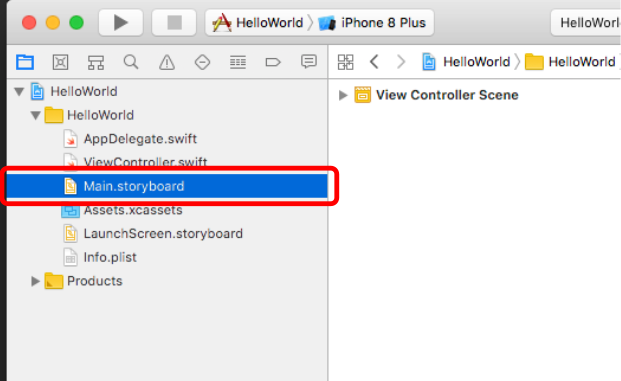 HelloWorld iPhone 8 Plus
HelloWorl
HelloWorld HelloWorld
HelloWorld
HelloWorld
AppDelegate.swift
ViewController.swift
Main.storyboard
Assets.xcassets
LaunchScreen.storyboard
Info.plist
Products
View Controller Scene